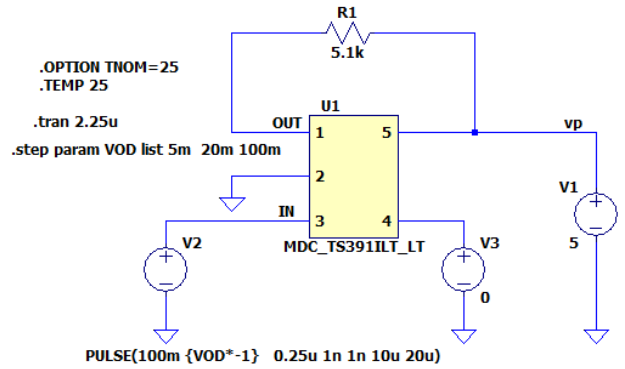 R1
5.1k
.OPTION TNOM=25
.TEMP 25
.tran 2.25u
.step param VOD list 5m 20m 100m
U1
OUT
1
5
vp
2
IN
3
4
MDC_TS391ILT_LT
V1
5
V2
V3
0
PULSE(100m {VOD*-1} 0.25u 1n 1n 10u 20u)